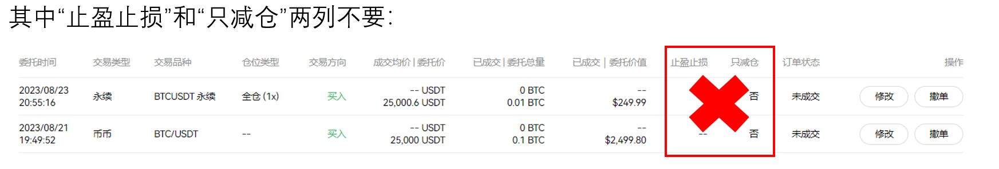 其中“止盈止损”和“只减仓”两列不要：
委托时间 交易类型 交易品种 仓位类型 交易方向 成交均价 | 委托价 已成交 | 委托总量 已成交 | 委托价值 止盈止损 只减仓 订单状态 操作
2023/08/23 -- USDT 0 BTC --
永续 BTCUSDT 永续 全仓 (1x) 买入 否 未成交 修改 撤单
20:55:16 25,000.6 USDT 0.01 BTC $249.99
2023/08/21 -- USDT 0 BTC --
币币 BTC/USDT -- 买入 -- 否 未成交 修改 撤单
19:49:52 25,000 USDT 0.1 BTC $2,499.80